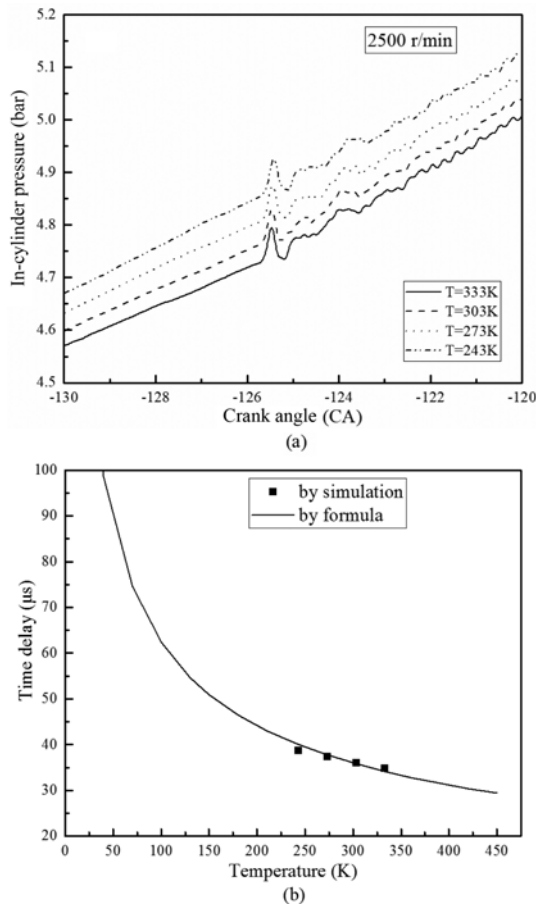 5.2
5.1
5.0
4.9
4.8
4.7
4.6
4.5
In-cylinder pressure (bar)
2500 r/min
T=333K
T=303K
T=273K
T=243K
-130 -128 -126 -125 -124 -122 -121 -120
Crank angle (CA)
(a)
100
90
80
70
60
50
40
30
20
Time delay (μs)
by simulation
by formula
0 50 100 150 200 250 300 350 400 450
Temperature (K)
(b)